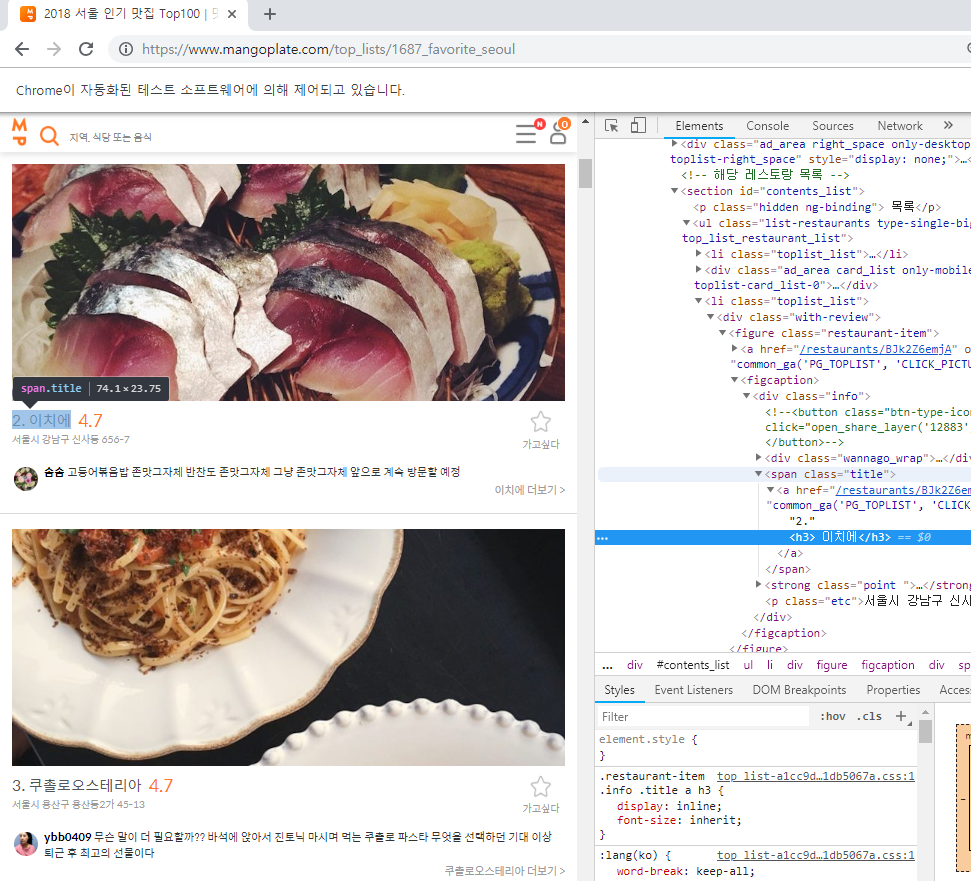 2018 서울 인기 맛집 Top100 |
https://www.mangoplate.com/top_lists/1687_favorite_seoul
Chrome이 자동화된 테스트 소프트웨어에 의해 제어되고 있습니다.
지역, 식당 또는 음식
N
0
span.title | 74.1 × 23.75
2. 이치에 4.7
서울시 강남구 신사동 656-7
가고싶다
솜솜 고등어볶음밥 존맛그자체 반찬도 존맛그자체 그냥 존맛그자체 앞으로 계속 방문할 예정
이치에 더보기 >
3. 쿠촐로오스테리아 4.7
서울시 용산구 용산동2가 45-13
가고싶다
ybb0409 무슨 말이 더 필요할까?? 바석에 앉아서 진토닉 마시며 먹는 쿠촐로 파스타 무엇을 선택하던 기대 이상
퇴근 후 최고의 선물이다
쿠촐로오스테리아 더보기 >
Elements Console Sources Network »
<div class="ad_area right_space only-desktop
toplist-right_space" style="display: none;">…<
<!-- 해당 레스토랑 목록 -->
<section id="contents_list">
<p class="hidden ng-binding"> 목록</p>
<ul class="list-restaurants type-single-big
top_list_restaurant_list">
<li class="toplist_list">…</li>
<div class="ad_area card_list only-mobile
toplist-card_list-0">…</div>
<li class="toplist_list">
<div class="with-review">
<figure class="restaurant-item">
<a href="/restaurants/BJk2Z6emjA" o
"common_ga('PG_TOPLIST', 'CLICK_PICTU
<figcaption>
<div class="info">
<!--<button class="btn-type-icon
click="open_share_layer('12883'
</button>-->
<div class="wannago_wrap">…</div
<span class="title">
<a href="/restaurants/BJk2Z6em
"common_ga('PG_TOPLIST', 'CLICK
"2."
... <h3> 이치에</h3> == $0
</a>
</span>
<strong class="point ">…</strong
<p class="etc">서울시 강남구 신사
</div>
</figcaption>
</figure>
... div #contents_list ul li div figure figcaption div sp
Styles Event Listeners DOM Breakpoints Properties Access
Filter :hov .cls +
element.style {
}
.restaurant-item top_list-a1cc9d…1db5067a.css:1
.info .title a h3 {
display: inline;
font-size: inherit;
}
:lang(ko) { top_list-a1cc9d…1db5067a.css:1
word-break: keep-all;
m